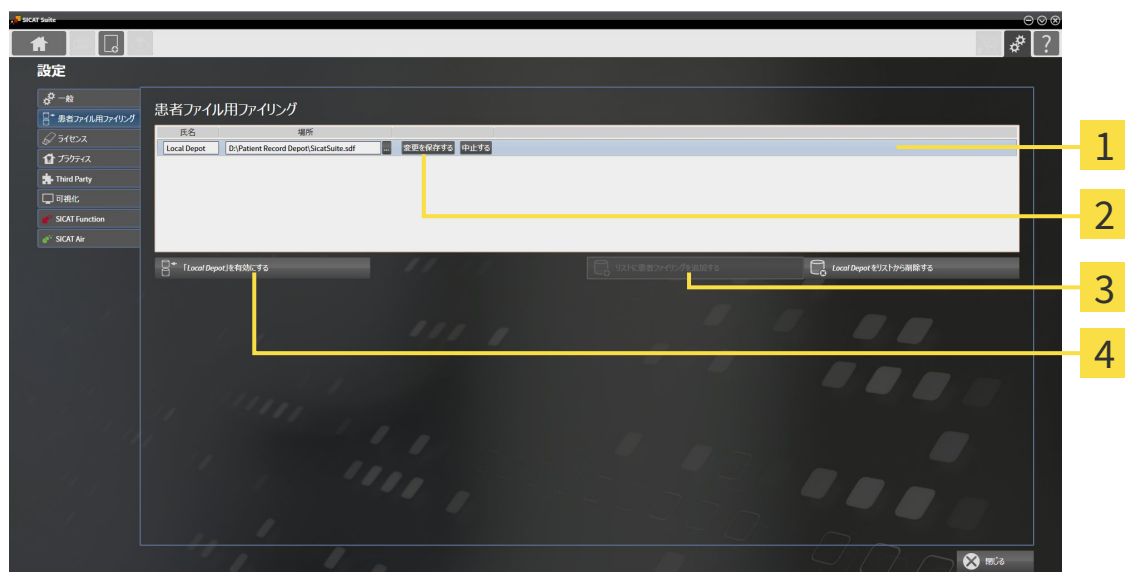 SICAT Suite
?
設定
一般
患者ファイル用ファイリング
ライセンス
プラクティス
Third Party
可視化
SICAT Function
SICAT Air
患者ファイル用ファイリング
氏名 場所
Local Depot D:\Patient Record Depot\SicatSuite.sdf ... 変更を保存する 中止する
「Local Depot」を有効にする リストに患者ファイリングを追加する Local Depot をリストから削除する
閉じる
1
2
3
4